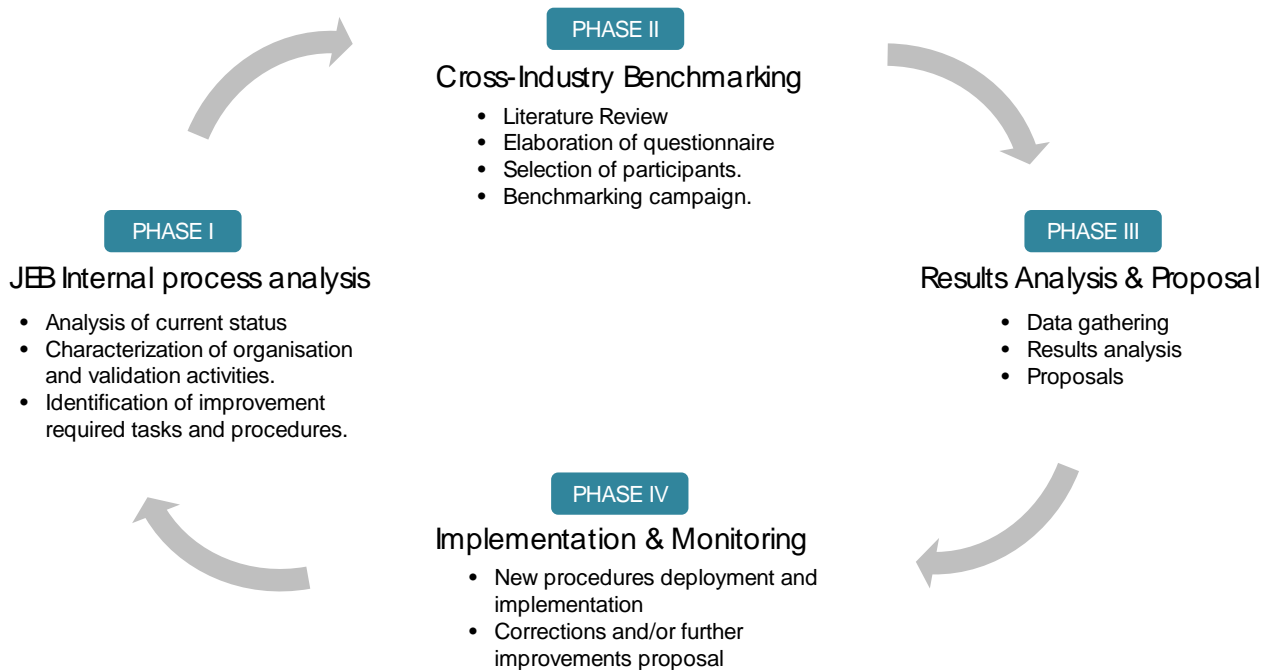 PHASE II
Cross-Industry Benchmarking
• Literature Review
• Elaboration of questionnaire
• Selection of participants.
• Benchmarking campaign.
PHASE I
JEB Internal process analysis
• Analysis of current status
• Characterization of organisation
and validation activities.
• Identification of improvement
required tasks and procedures.
PHASE III
Results Analysis & Proposal
• Data gathering
• Results analysis
• Proposals
PHASE IV
Implementation & Monitoring
• New procedures deployment and
implementation
• Corrections and/or further
improvements proposal